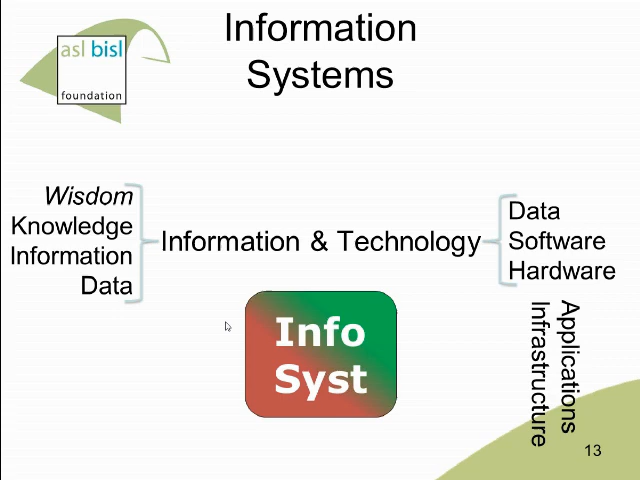 Information
Systems
asl bisl
foundation
Wisdom
Knowledge
Information
Data
Information & Technology
Data
Software
Hardware
Info
Syst
Applications
Infrastructure
13